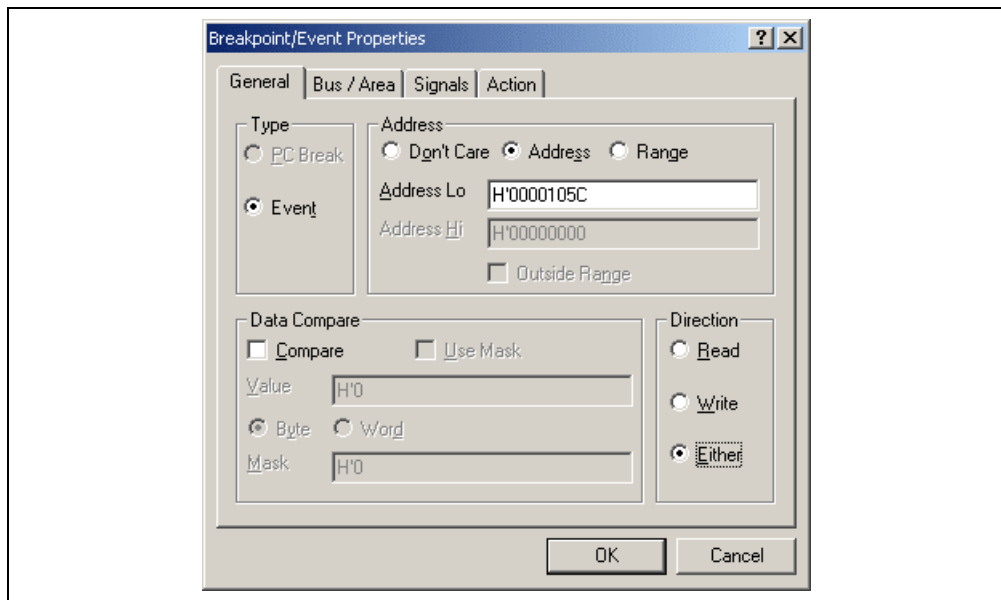 Breakpoint/Event Properties
General Bus / Area Signals Action
Type
PC Break
Event
Address
Don't Care Address Range
Address Lo H'0000105C
Address Hi H'00000000
Outside Range
Data Compare
Compare Use Mask
Value H'0
Byte Word
Mask H'0
Direction
Read
Write
Either
OK Cancel